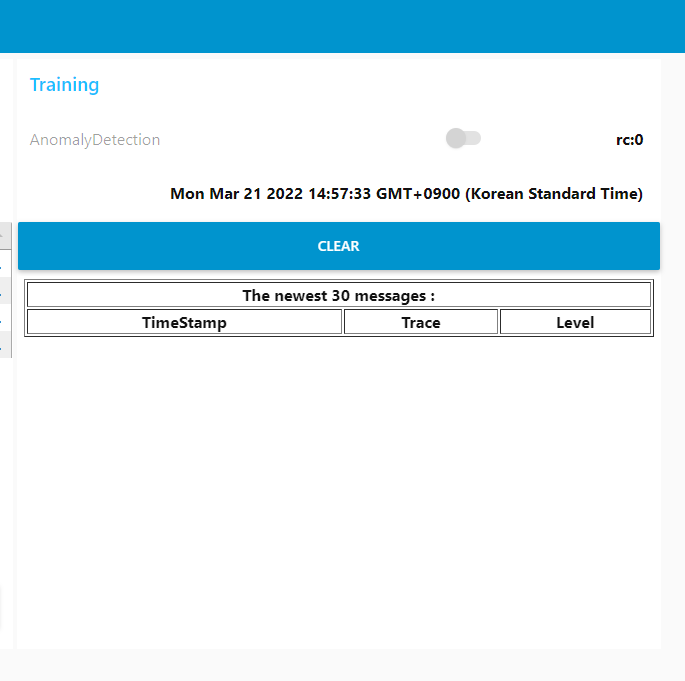 Training
AnomalyDetection rc:0
Mon Mar 21 2022 14:57:33 GMT+0900 (Korean Standard Time)
CLEAR
The newest 30 messages :
TimeStamp Trace Level